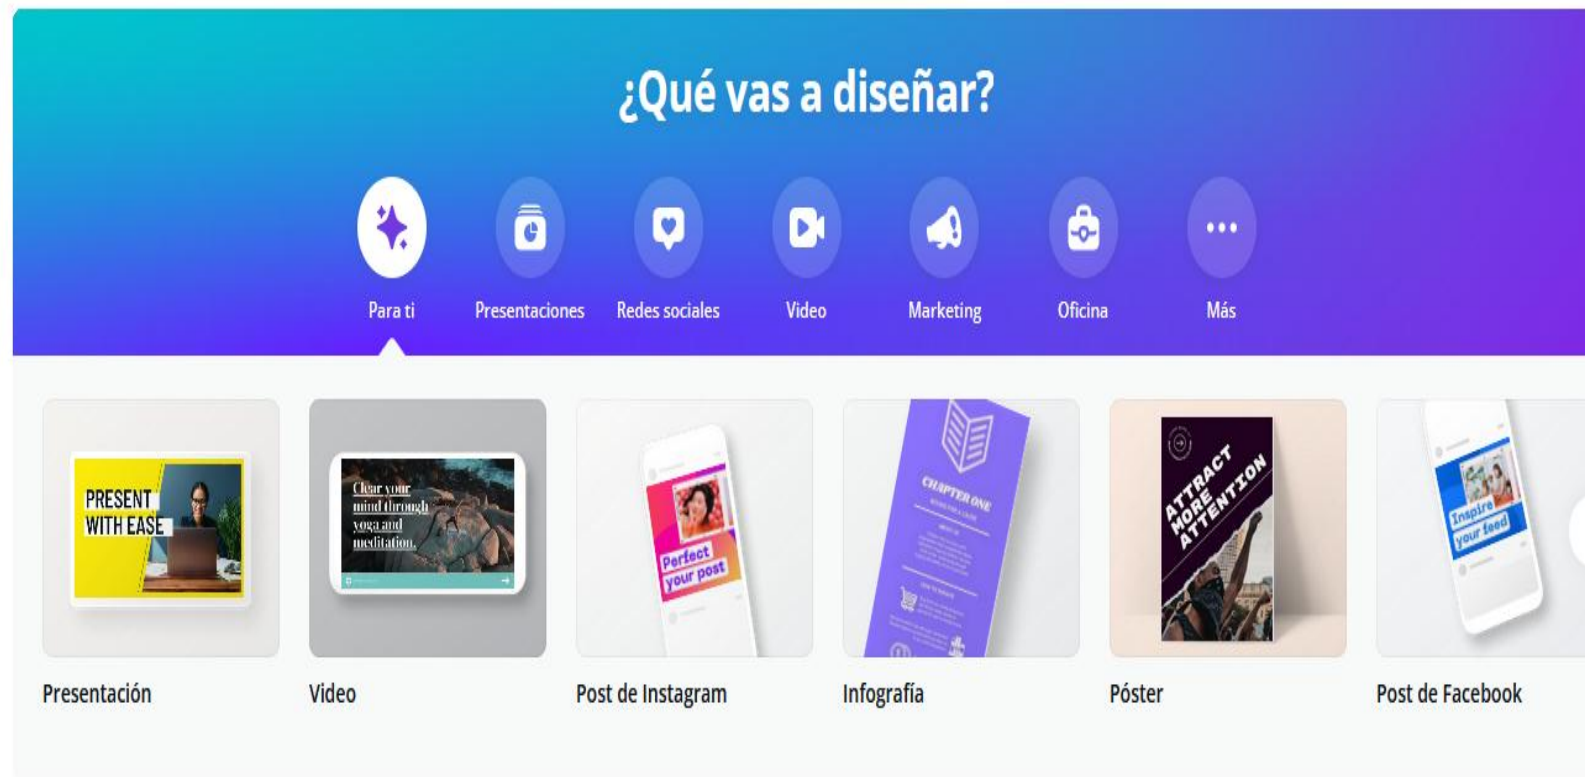 ¿Qué vas a diseñar?
Para ti
Presentaciones
Redes sociales
Video
Marketing
Oficina
Más
PRESENT
WITH EASE
Clear your
mind through
yoga and
meditation.
Perfect
your post
CHAPTER ONE
ATTRACT
MORE
ATTENTION
Inspire
your feed
Presentación
Video
Post de Instagram
Infografía
Póster
Post de Facebook